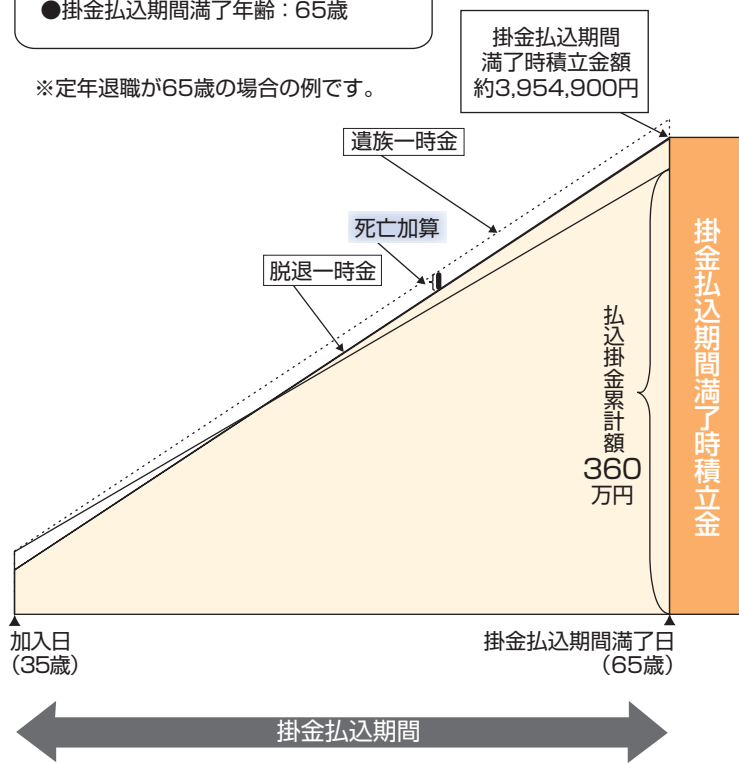 ●掛金払込期間満了年齢：65歳
※定年退職が65歳の場合の例です。
掛金払込期間
満了時積立金額
約3,954,900円
遺族一時金
死亡加算
脱退一時金
払込掛金累計額
360
万円
掛金払込期間満了時積立金
加入日
（35歳）
掛金払込期間満了日
（65歳）
掛金払込期間